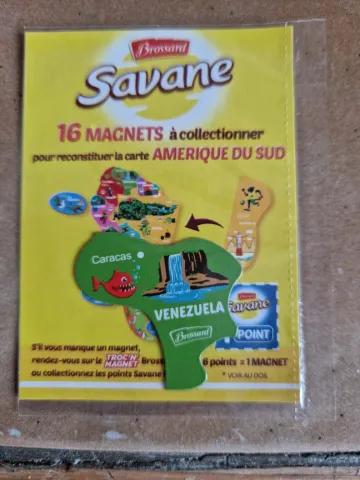 Brossard
Savane
16 MAGNETS à collectionner
pour reconstituer la carte AMERIQUE DU SUD
Caracas
VENEZUELA
Brossard
Brossard
Savane
POINT
S'il vous manque un magnet,
rendez-vous sur le TROC'N MAGNET Bross 6 points = 1 MAGNET
ou collectionnez les points Savane * VOIR AU DOS